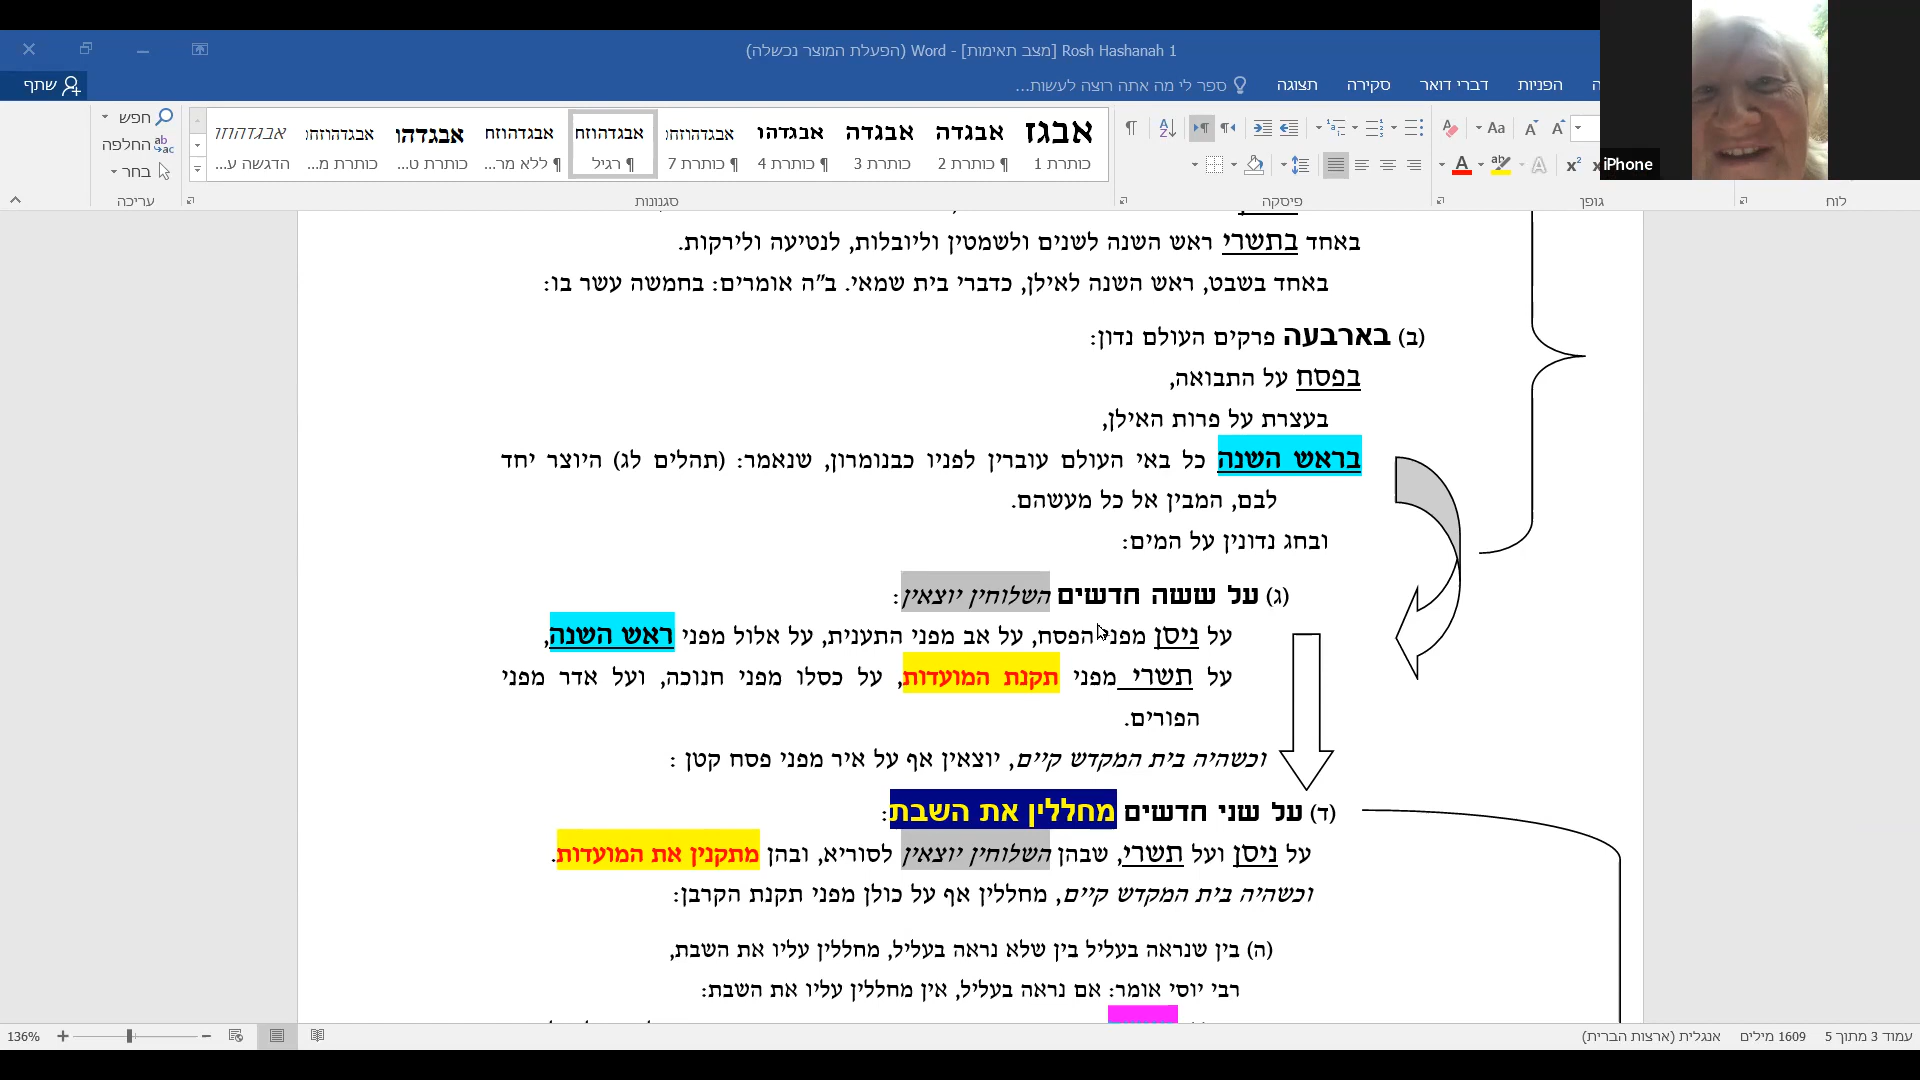 Rosh Hashanah 1 [מצב תאימות] - Word (הפעלת המוצר נכשלה)
הפניות דברי דואר סקירה תצוגה ספר לי מה אתה רוצה לעשות... שתף
iPhone
אבגז אבגדה אבגדה אבגדהו אבגדהוזחי אבגדהוזח אבגדהוזח אבגדהו אבגדהוזחנ אבגדהוזחו
כותרת 1 ¶ כותרת 2 כותרת 3 ¶ כותרת 4 ¶ כותרת 7 ¶ רגיל ¶ ללא מר... כותרת ט... כותרת מ... הדגשה ע...
חפש
החלפה
בחר
לוח גופן פיסקה סגנונות עריכה
באחד בתשרי ראש השנה לשנים ולשמטין וליובלות, לנטיעה ולירקות.
באחד בשבט, ראש השנה לאילן, כדברי בית שמאי. ב"ה אומרים: בחמשה עשר בו:
(ב) בארבעה פרקים העולם נדון:
בפסח על התבואה,
בעצרת על פרות האילן,
בראש השנה כל באי העולם עוברין לפניו כבנומרון, שנאמר: (תהלים לג) היוצר יחד
לבם, המבין אל כל מעשהם.
ובחג נדונין על המים:
(ג) על ששה חדשים השלוחין יוצאין:
על ניסן מפני הפסח, על אב מפני התענית, על אלול מפני ראש השנה,
על תשרי מפני תקנת המועדות, על כסלו מפני חנוכה, ועל אדר מפני
הפורים.
וכשהיה בית המקדש קיים, יוצאין אף על איר מפני פסח קטן :
(ד) על שני חדשים מחללין את השבת:
על ניסן ועל תשרי, שבהן השלוחין יוצאין לסוריא, ובהן מתקנין את המועדות.
וכשהיה בית המקדש קיים, מחללין אף על כולן מפני תקנת הקרבן:
(ה) בין שנראה בעליל בין שלא נראה בעליל, מחללין עליו את השבת,
רבי יוסי אומר: אם נראה בעליל, אין מחללין עליו את השבת:
עמוד 3 מתוך 5 1609 מילים אנגלית (ארצות הברית) 136%